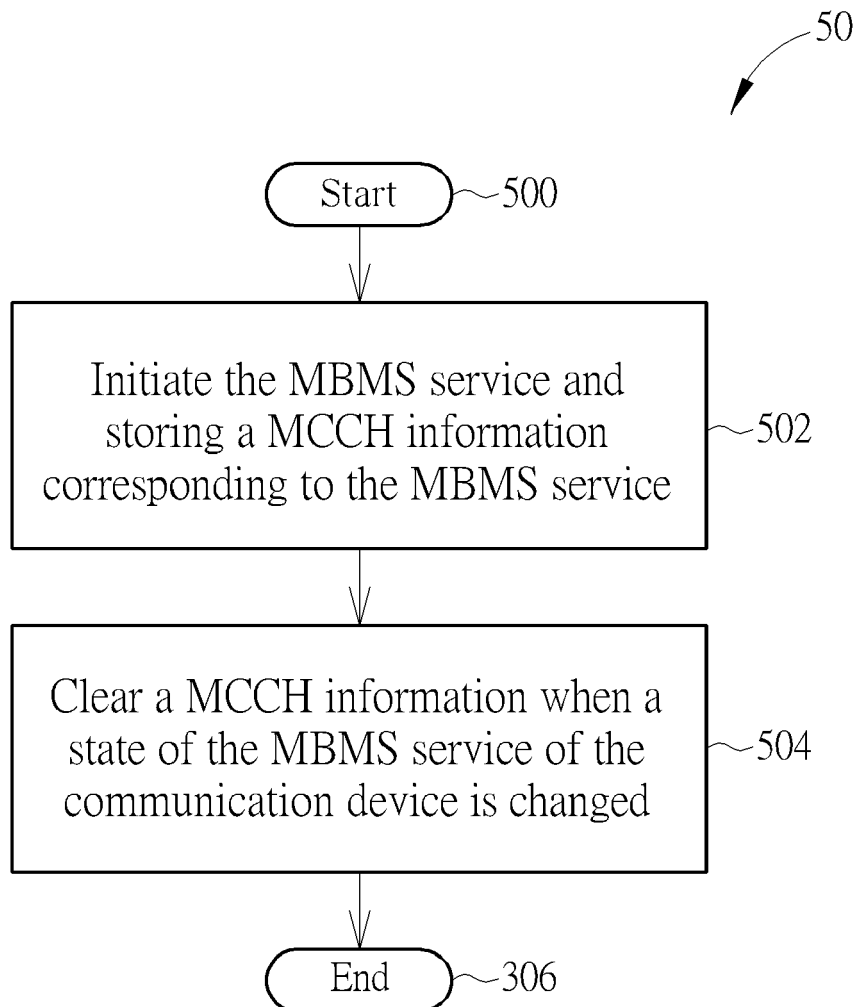 50
Start
500
Initiate the MBMS service and
storing a MCCH information
corresponding to the MBMS service
502
Clear a MCCH information when a
state of the MBMS service of the
communication device is changed
504
End
306